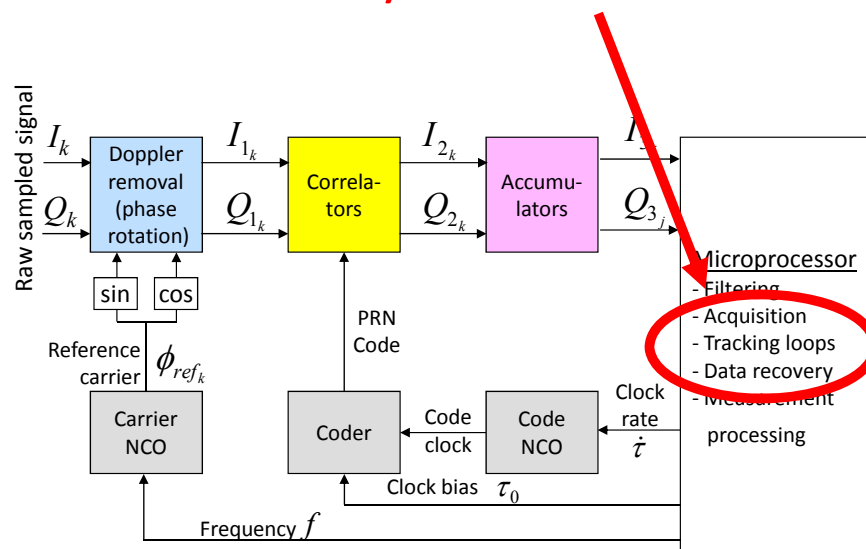 Raw sampled signal
I_k
Q_k
Doppler
removal
(phase
rotation)
I_{1_k}
Q_{1_k}
Correla-
tors
I_{2_k}
Q_{2_k}
Accumu-
lators
Q_{3_j}
sin
cos
Reference
carrier
ϕ_{ref_k}
PRN
Code
Carrier
NCO
Coder
Code
clock
Code
NCO
Clock
rate
τ̇
Clock bias τ_0
Frequency f
Microprocessor
- Filtering
- Acquisition
- Tracking loops
- Data recovery
- Measurement
processing